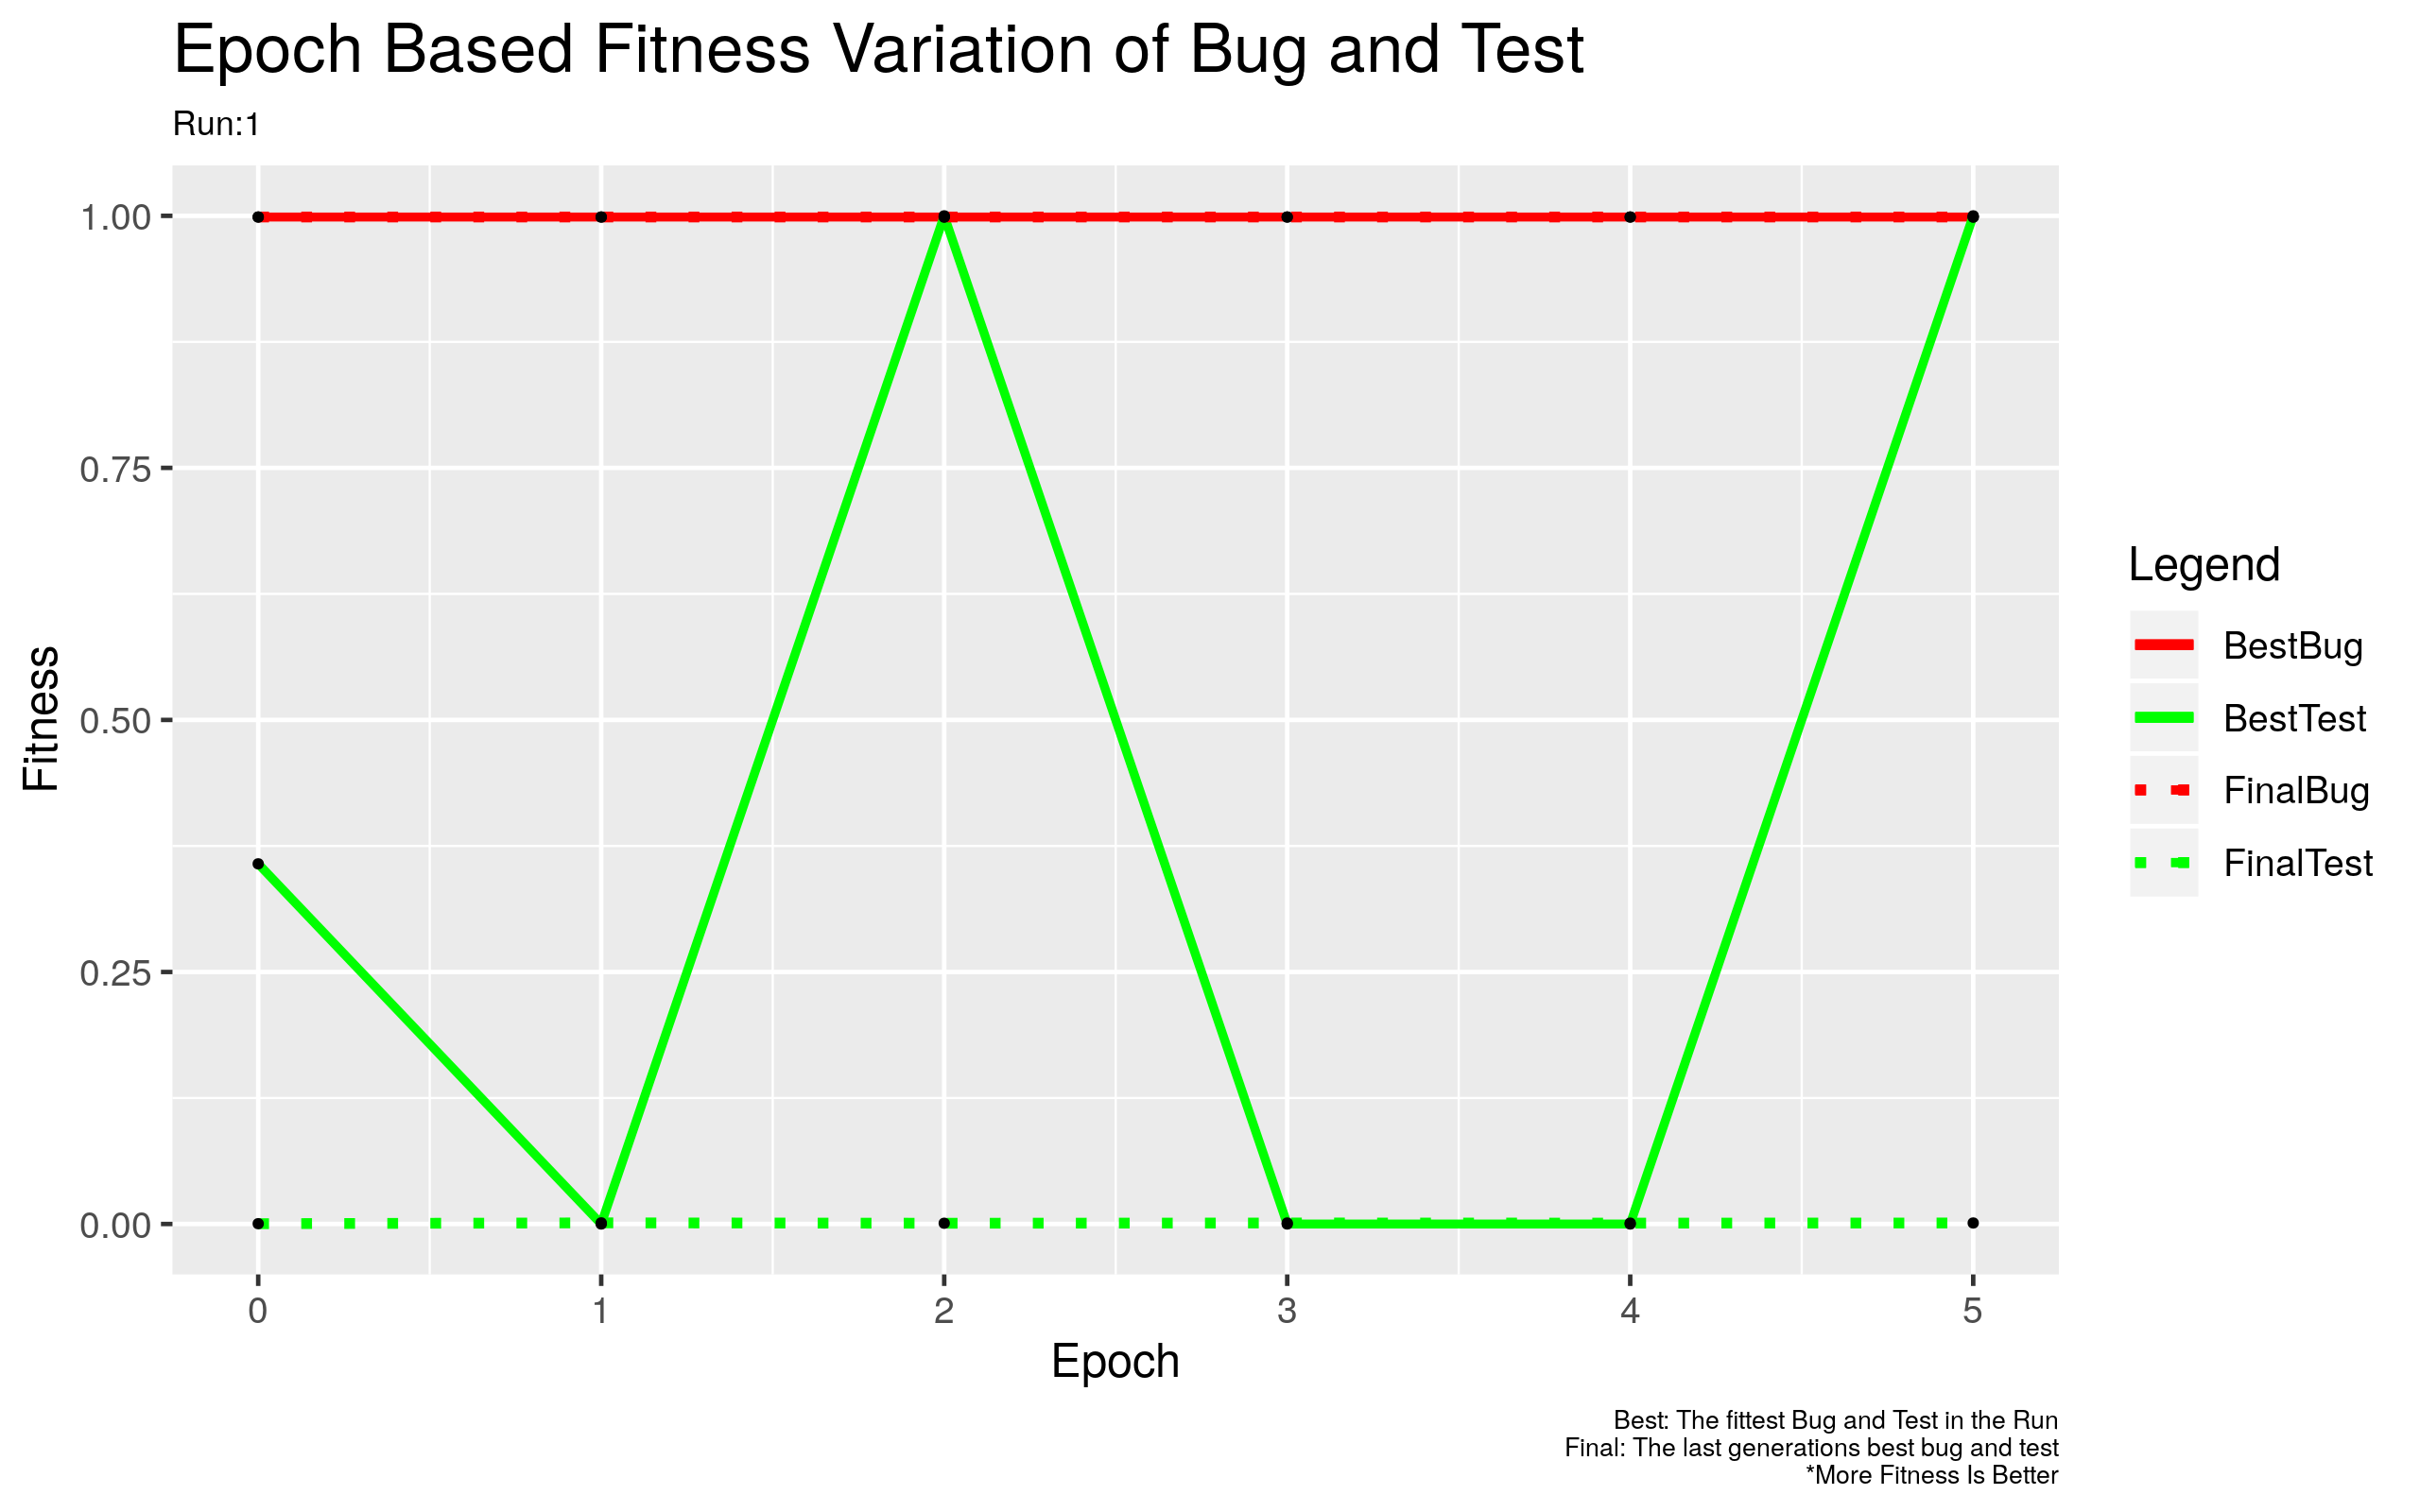 Epoch Based Fitness Variation of Bug and Test
Run:1
1.00
0.75
0.50
0.25
0.00
Fitness
0 1 2 3 4 5
Epoch
Legend
BestBug
BestTest
FinalBug
FinalTest
Best: The fittest Bug and Test in the Run
Final: The last generations best bug and test
*More Fitness Is Better